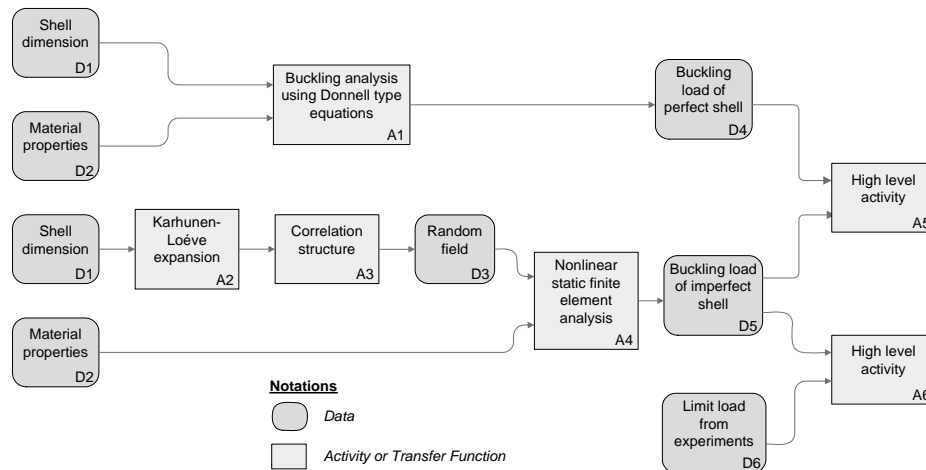 Shell
dimension
D1
Buckling analysis
using Donnell type
equations
A1
Buckling
load of
perfect shell
D4
Material
properties
D2
High level
activity
A5
Shell
dimension
D1
Karhunen-
Loéve
expansion
A2
Correlation
structure
A3
Random
field
D3
Nonlinear
static finite
element
analysis
A4
Buckling load
of imperfect
shell
D5
Material
properties
D2
High level
activity
A6
Notations
Data
Activity or Transfer Function
Limit load
from
experiments
D6